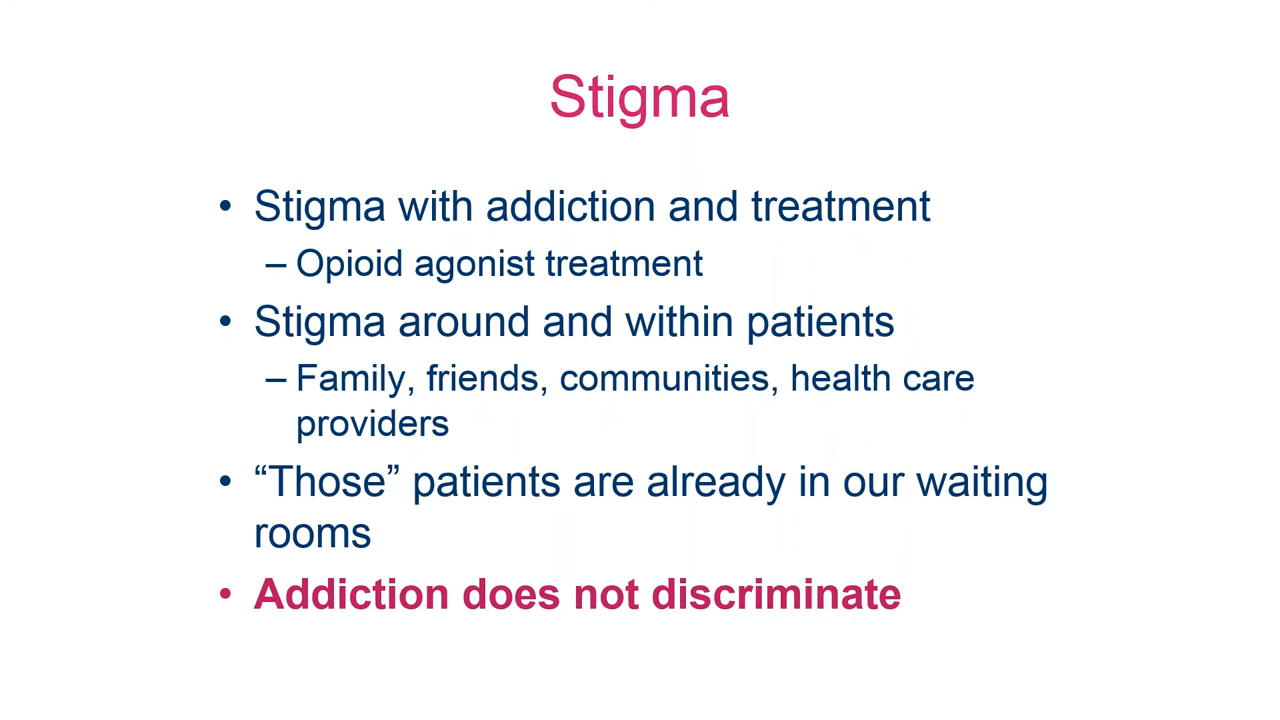 Stigma
• Stigma with addiction and treatment
– Opioid agonist treatment
• Stigma around and within patients
– Family, friends, communities, health care
providers
• “Those” patients are already in our waiting
rooms
• Addiction does not discriminate